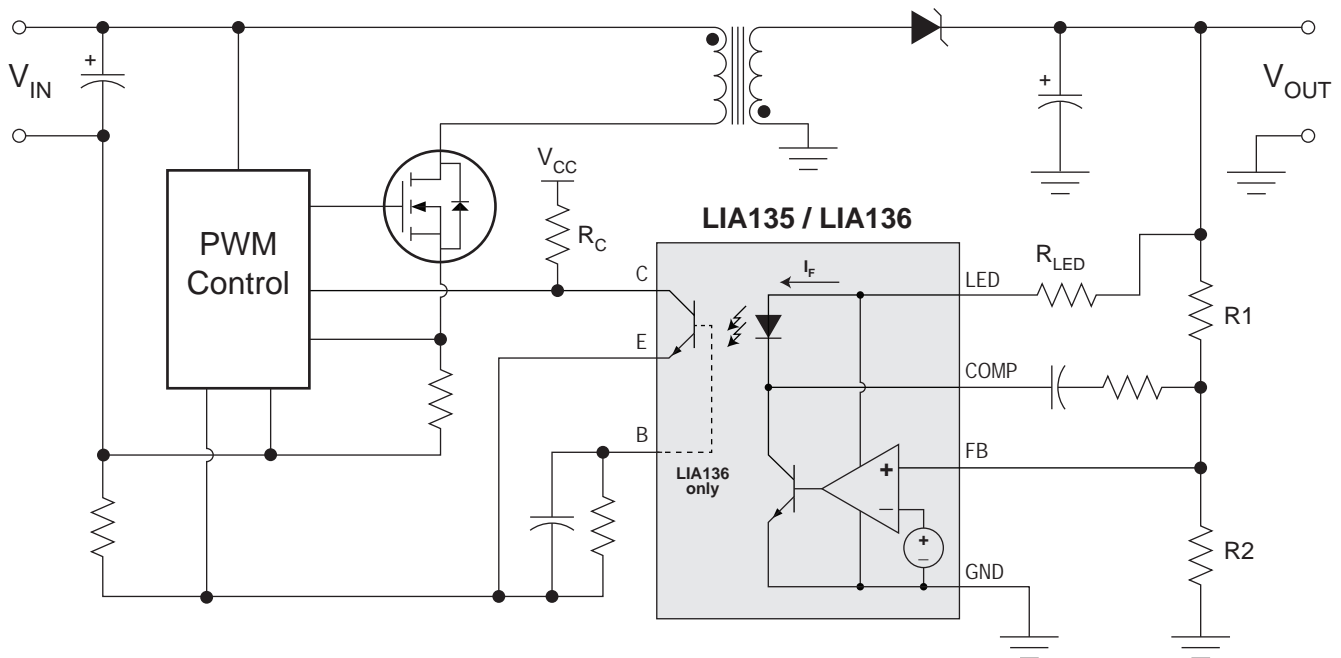 +
V_IN
+
V_OUT
V_CC
R_C
PWM
Control
LIA135 / LIA136
C
E
B
I_F
LED
R_LED
R1
COMP
FB
LIA136
only
+
–
+
–
R2
GND